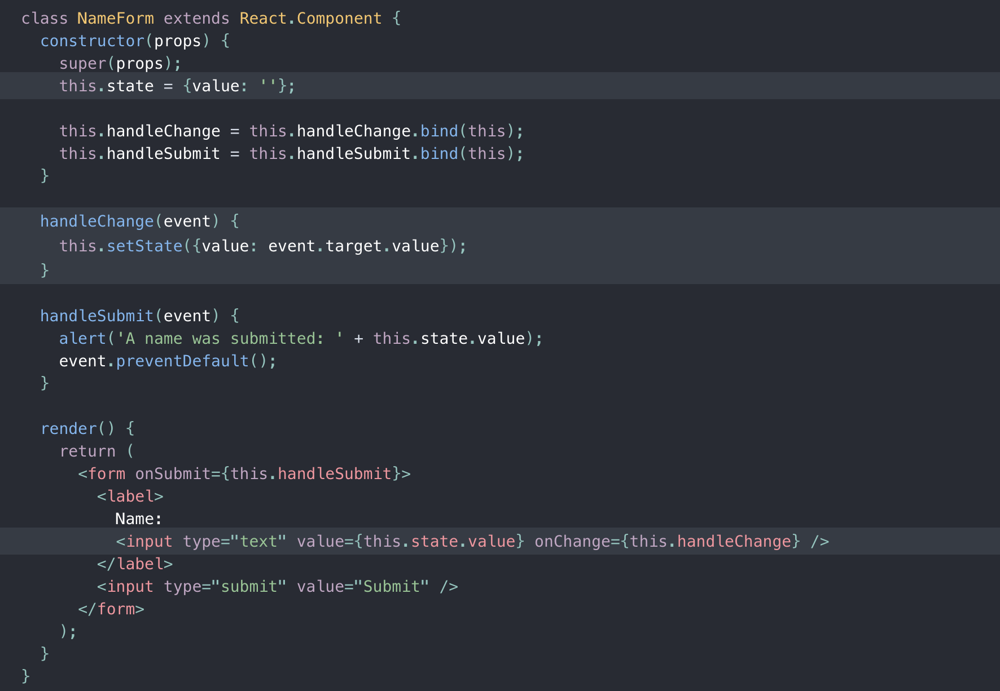 class NameForm extends React.Component {
  constructor(props) {
    super(props);
    this.state = {value: ''};

    this.handleChange = this.handleChange.bind(this);
    this.handleSubmit = this.handleSubmit.bind(this);
  }

  handleChange(event) {
    this.setState({value: event.target.value});
  }

  handleSubmit(event) {
    alert('A name was submitted: ' + this.state.value);
    event.preventDefault();
  }

  render() {
    return (
      <form onSubmit={this.handleSubmit}>
        <label>
          Name:
          <input type="text" value={this.state.value} onChange={this.handleChange} />
        </label>
        <input type="submit" value="Submit" />
      </form>
    );
  }
}